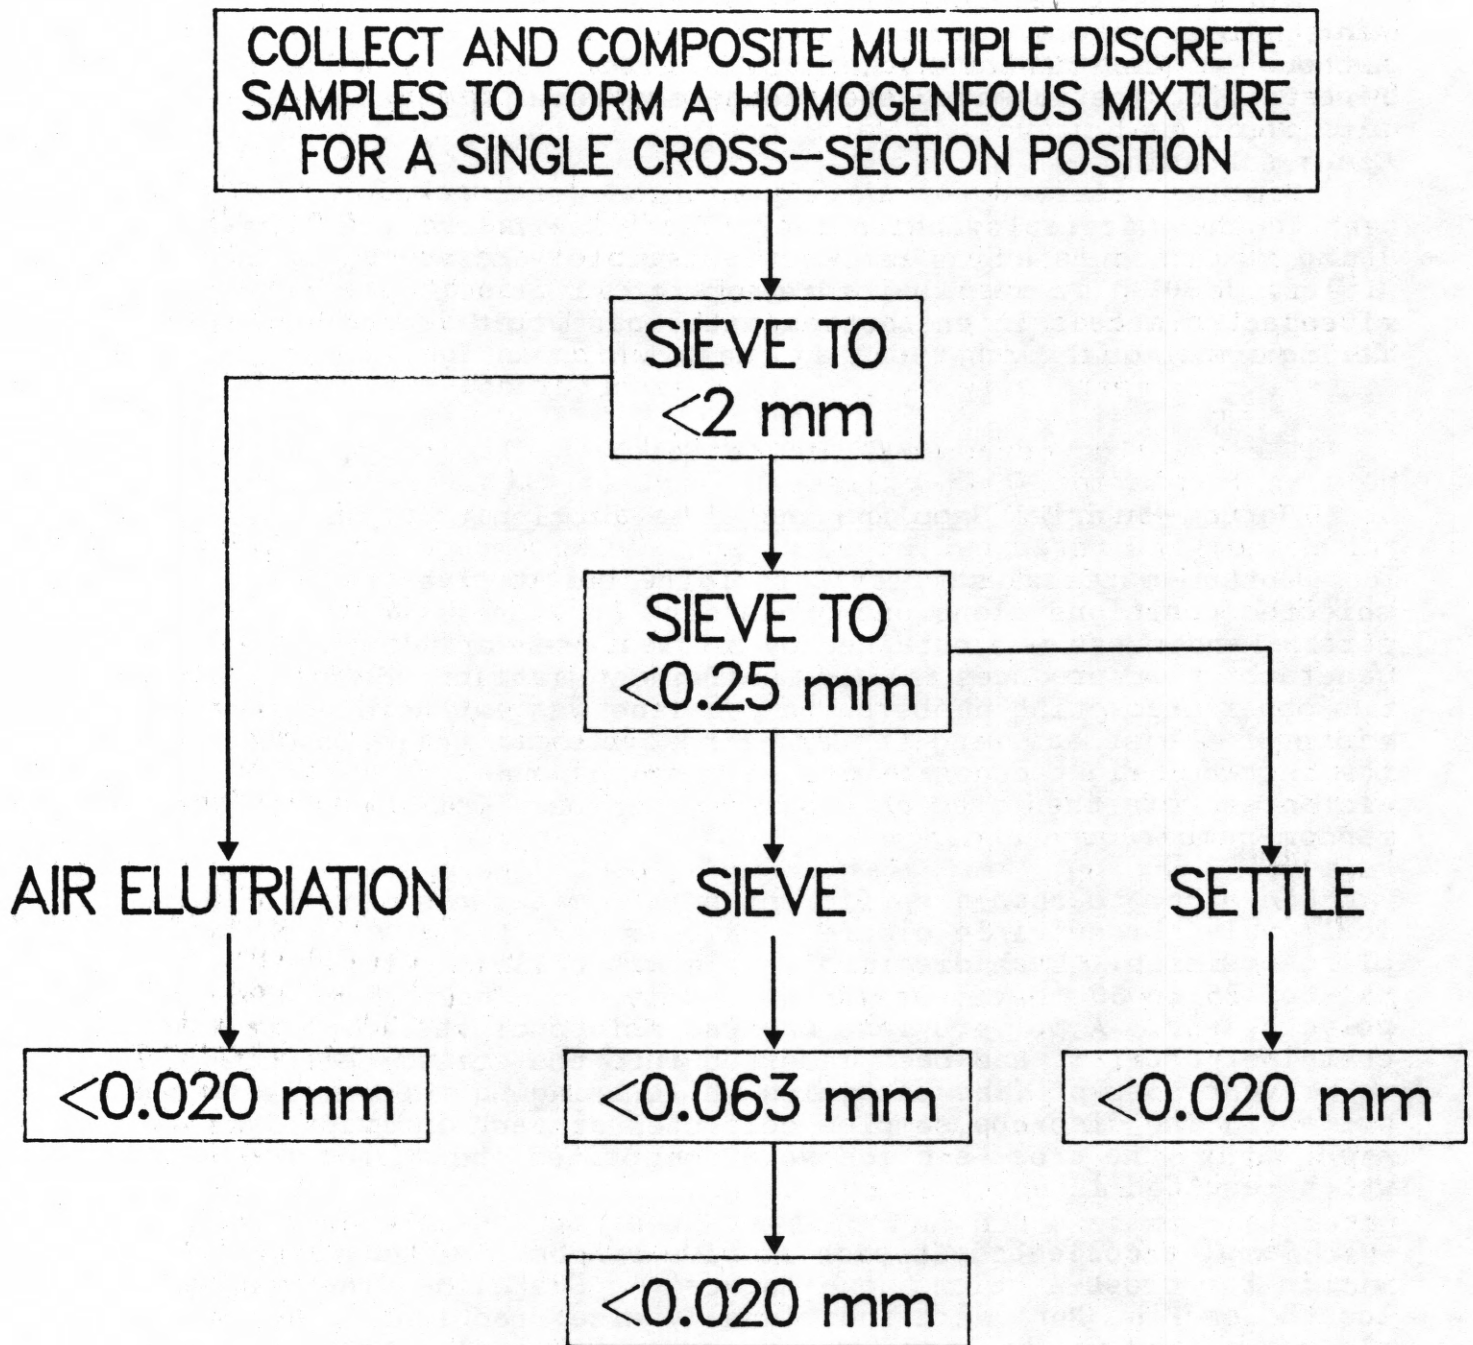 COLLECT AND COMPOSITE MULTIPLE DISCRETE
SAMPLES TO FORM A HOMOGENEOUS MIXTURE
FOR A SINGLE CROSS–SECTION POSITION
SIEVE TO
<2 mm
SIEVE TO
<0.25 mm
AIR ELUTRIATION
SIEVE
SETTLE
<0.020 mm
<0.063 mm
<0.020 mm
<0.020 mm